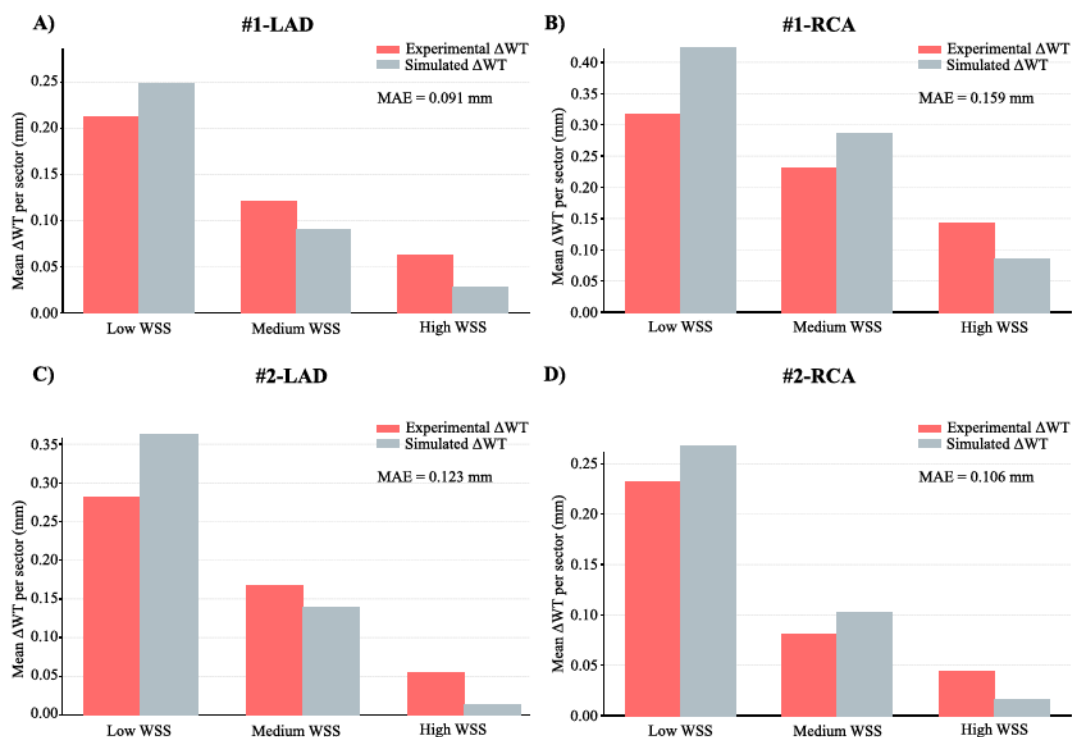 A)
#1-LAD
Experimental ΔWT
Simulated ΔWT
MAE = 0.091 mm
Mean ΔWT per sector (mm)
0.25
0.20
0.15
0.10
0.05
0.00
Low WSS
Medium WSS
High WSS
B)
#1-RCA
Experimental ΔWT
Simulated ΔWT
MAE = 0.159 mm
Mean ΔWT per sector (mm)
0.40
0.35
0.30
0.25
0.20
0.15
0.10
0.05
0.00
Low WSS
Medium WSS
High WSS
C)
#2-LAD
Experimental ΔWT
Simulated ΔWT
MAE = 0.123 mm
Mean ΔWT per sector (mm)
0.35
0.30
0.25
0.20
0.15
0.10
0.05
0.00
Low WSS
Medium WSS
High WSS
D)
#2-RCA
Experimental ΔWT
Simulated ΔWT
MAE = 0.106 mm
Mean ΔWT per sector (mm)
0.25
0.20
0.15
0.10
0.05
0.00
Low WSS
Medium WSS
High WSS